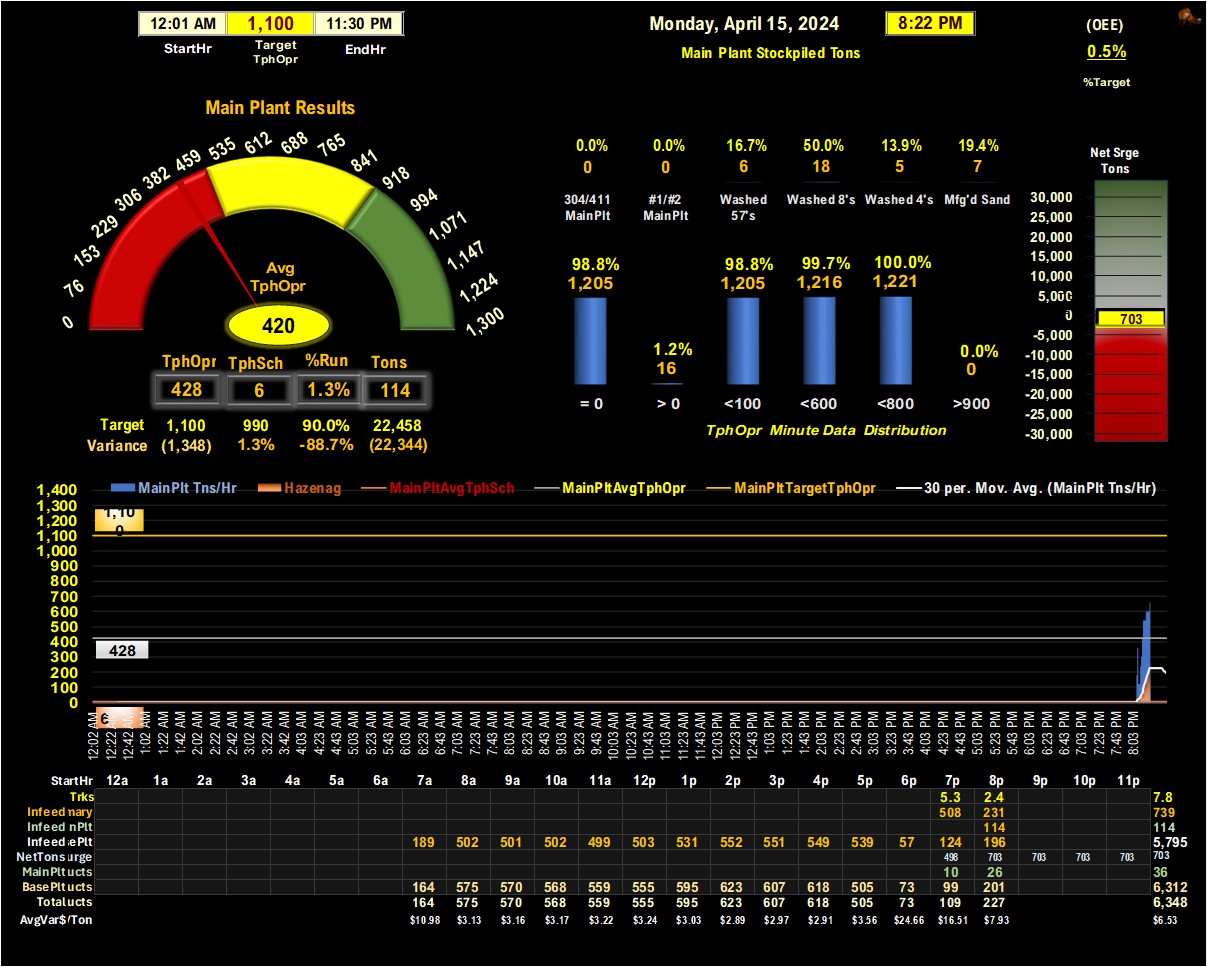 12:01 AM 1,100 11:30 PM
StartHr Target TphOpr EndHr
Monday, April 15, 2024 8:22 PM
Main Plant Stockpiled Tons
(OEE)
0.5%
%Target
Main Plant Results
0 76 153 229 306 382 459 535 612 688 765 841 918 994 1,071 1,147 1,224 1,300
Avg
TphOpr
420
TphOpr TphSch %Run Tons
428 6 1.3% 114
Target 1,100 990 90.0% 22,458
Variance (1,348) 1.3% -88.7% (22,344)
0.0% 0.0% 16.7% 50.0% 13.9% 19.4%
0 0 6 18 5 7
304/411 MainPlt #1/#2 MainPlt Washed 57's Washed 8's Washed 4's Mfg'd Sand
98.8% 1.2% 98.8% 99.7% 100.0% 0.0%
1,205 16 1,205 1,216 1,221 0
= 0 > 0 <100 <600 <800 >900
TphOpr Minute Data Distribution
Net Srge
Tons
30,000
25,000
20,000
15,000
10,000
5,000
0
703
-5,000
-10,000
-15,000
-20,000
-25,000
-30,000
MainPlt Tns/Hr Hazenag MainPltAvgTphSch MainPltAvgTphOpr MainPltTargetTphOpr 30 per. Mov. Avg. (MainPlt Tns/Hr)
1,400
1,300
1,200
1,100
1,000
900
800
700
600
500
400
300
200
100
0
1,100
428
6
12:02 AM 12:22 AM 12:42 AM 1:02 AM 1:22 AM 1:42 AM 2:02 AM 2:22 AM 2:42 AM 3:02 AM 3:22 AM 3:42 AM 4:03 AM 4:23 AM 4:43 AM 5:03 AM 5:23 AM 5:43 AM 6:03 AM 6:23 AM 6:43 AM 7:03 AM 7:23 AM 7:43 AM 8:03 AM 8:23 AM 8:43 AM 9:03 AM 9:23 AM 9:43 AM 10:03 AM 10:23 AM 10:43 AM 11:03 AM 11:23 AM 11:43 AM 12:03 PM 12:23 PM 12:43 PM 1:03 PM 1:23 PM 1:43 PM 2:03 PM 2:23 PM 2:43 PM 3:03 PM 3:23 PM 3:43 PM 4:03 PM 4:23 PM 4:43 PM 5:03 PM 5:23 PM 5:43 PM 6:03 PM 6:23 PM 6:43 PM 7:03 PM 7:23 PM 7:43 PM 8:03 PM
StartHr 12a 1a 2a 3a 4a 5a 6a 7a 8a 9a 10a 11a 12p 1p 2p 3p 4p 5p 6p 7p 8p 9p 10p 11p
Trks 5.3 2.4 7.8
Infeed mary 508 231 739
Infeed nPlt 114 114
Infeed ePlt 189 502 501 502 499 503 531 552 551 549 539 57 124 196 5,795
NetTons urge 498 703 703 703 703 703
MainPlt ucts 10 26 36
BasePlt ucts 164 575 570 568 559 555 595 623 607 618 505 73 99 201 6,312
Total ucts 164 575 570 568 559 555 595 623 607 618 505 73 109 227 6,348
AvgVar$/Ton $10.98 $3.13 $3.16 $3.17 $3.22 $3.24 $3.03 $2.89 $2.97 $2.91 $3.56 $24.66 $16.51 $7.93 $6.53